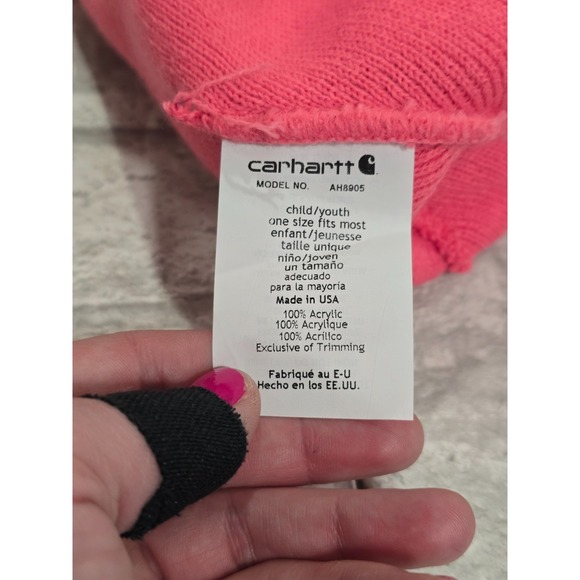 carhartt
MODEL NO. AH8905
child/youth
one size fits most
enfant/jeunesse
taille unique
niño/joven
un tamaño
adecuado
para la mayoría
Made in USA
100% Acrylic
100% Acrylique
100% Acrílico
Exclusive of Trimming
Fabriqué au E-U
Hecho en los EE.UU.